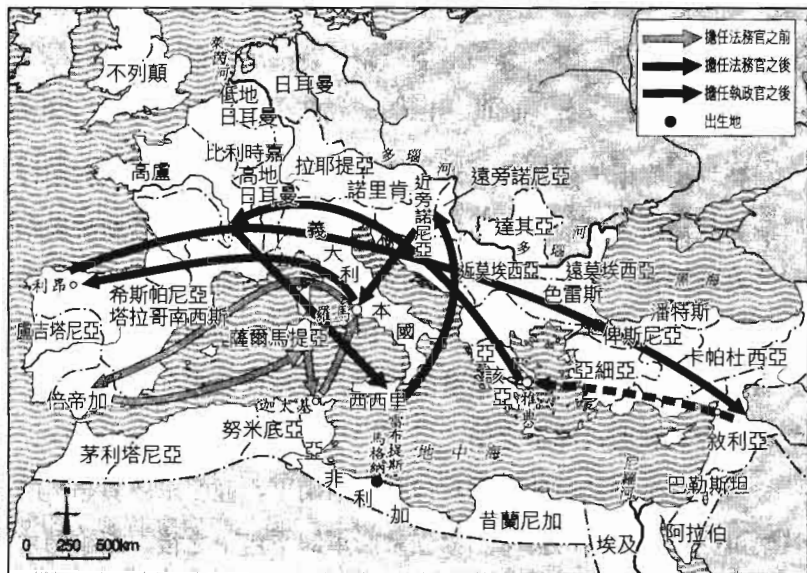 擔任法務官之前
擔任法務官之後
擔任執政官之後
出生地
不列顛
萊茵河
日耳曼
低地
日耳曼
比利時嘉
高盧
高地
日耳曼
拉耶提亞
多瑙河
諾里肯
近旁諾尼亞
遠旁諾尼亞
達其亞
多瑙河
義大利
本國
近莫埃西亞
遠莫埃西亞
色雷斯
黑海
潘特斯
俾斯尼亞
卡帕杜西亞
亞細亞
亞該亞
雅典
利昂
希斯帕尼亞
塔拉哥南西斯
盧吉塔尼亞
倍帝加
羅馬
薩爾馬提亞
迦太基
西西里
努米底亞
茅利塔尼亞
亞非利加
馬格納
地中海
尼羅河
昔蘭尼加
敘利亞
巴勒斯坦
阿拉伯
埃及
0 250 500km